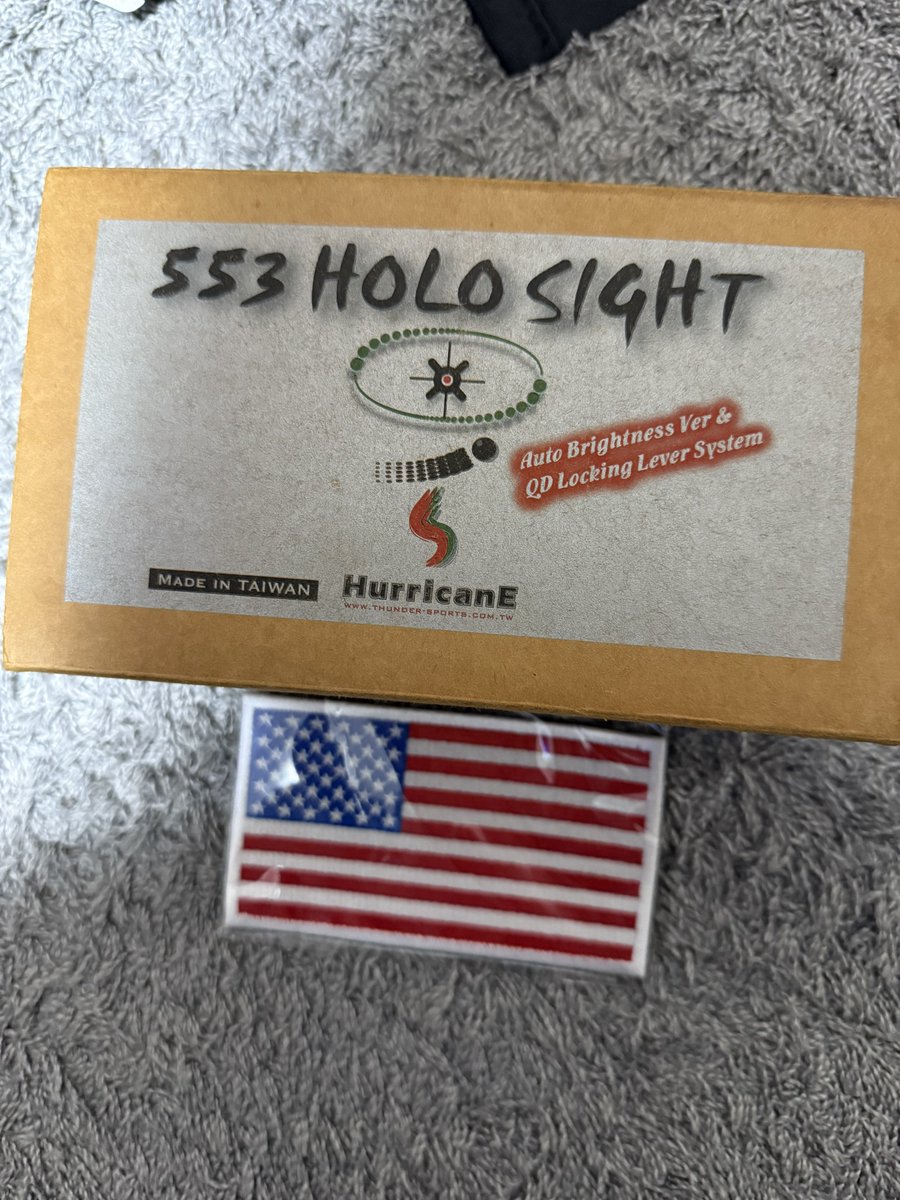 553 HOLO SIGHT
Auto Brightness Ver &
QD Locking Lever System
MADE IN TAIWAN
HurricanE
WWW.THUNDER-SPORTS.COM.TW